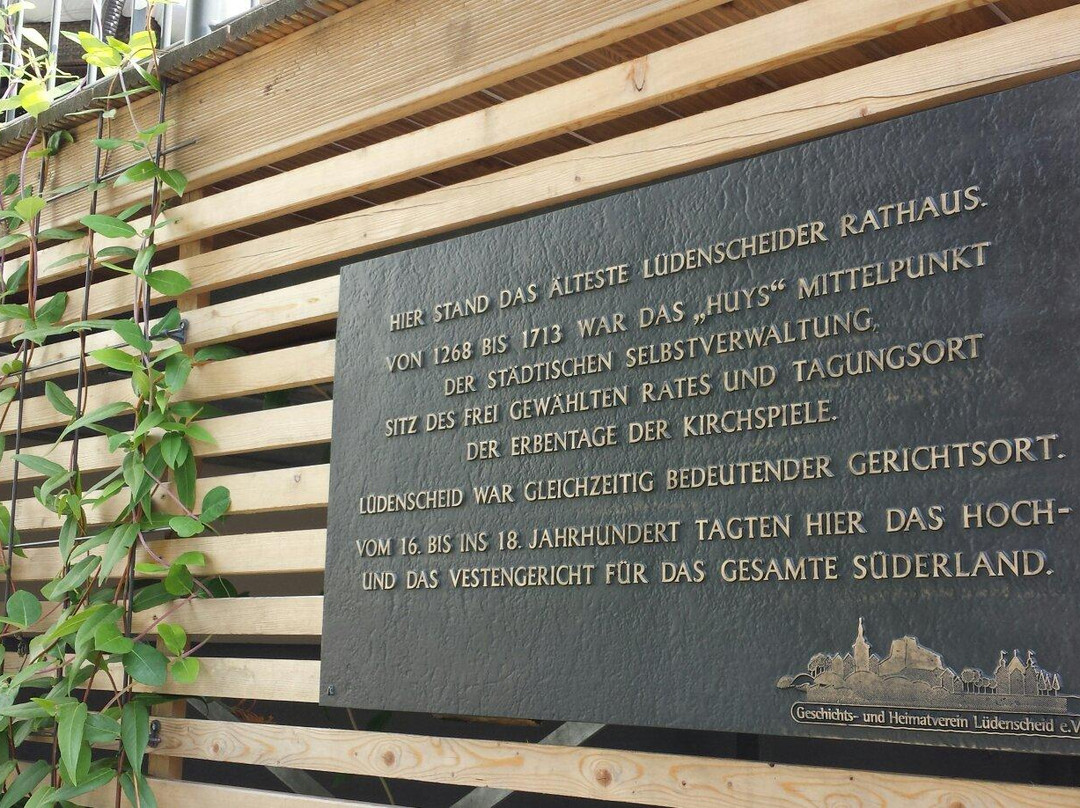 HIER STAND DAS ÄLTESTE LÜDENSCHEIDER RATHAUS.
VON 1268 BIS 1713 WAR DAS „HUYS“ MITTELPUNKT
DER STÄDTISCHEN SELBSTVERWALTUNG,
SITZ DES FREI GEWÄHLTEN RATES UND TAGUNGSORT
DER ERBENTAGE DER KIRCHSPIELE.
LÜDENSCHEID WAR GLEICHZEITIG BEDEUTENDER GERICHTSORT.
VOM 16. BIS INS 18. JAHRHUNDERT TAGTEN HIER DAS HOCH-
UND DAS VESTENGERICHT FÜR DAS GESAMTE SÜDERLAND.
Geschichts- und Heimatverein Lüdenscheid e.V.